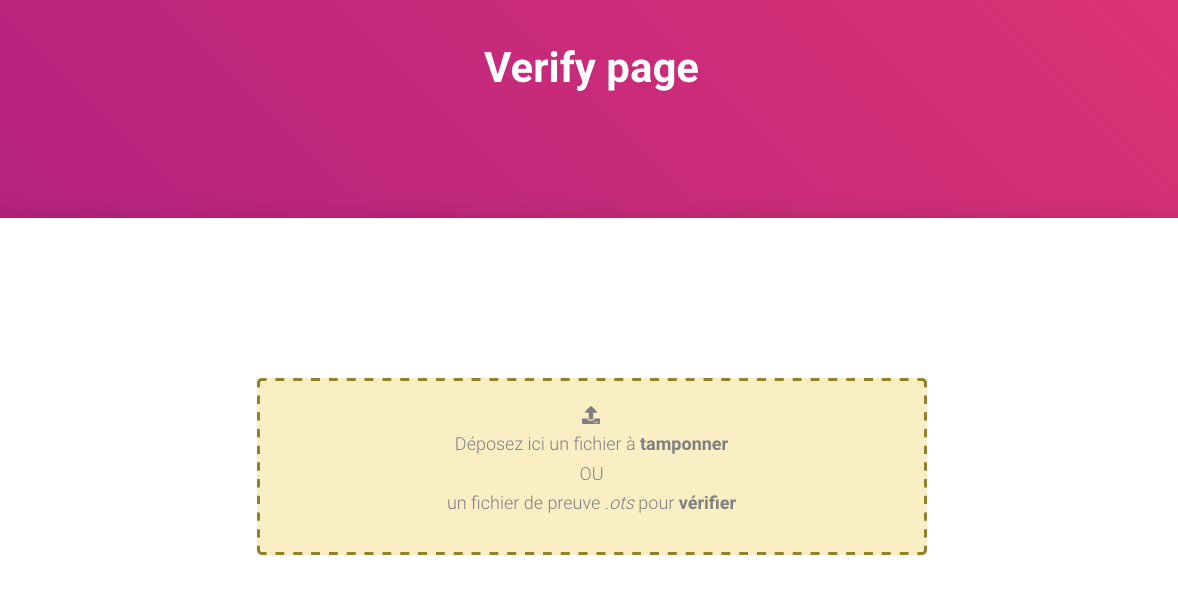 Verify page
Déposez ici un fichier à tamponner
OU
un fichier de preuve .ots pour vérifier